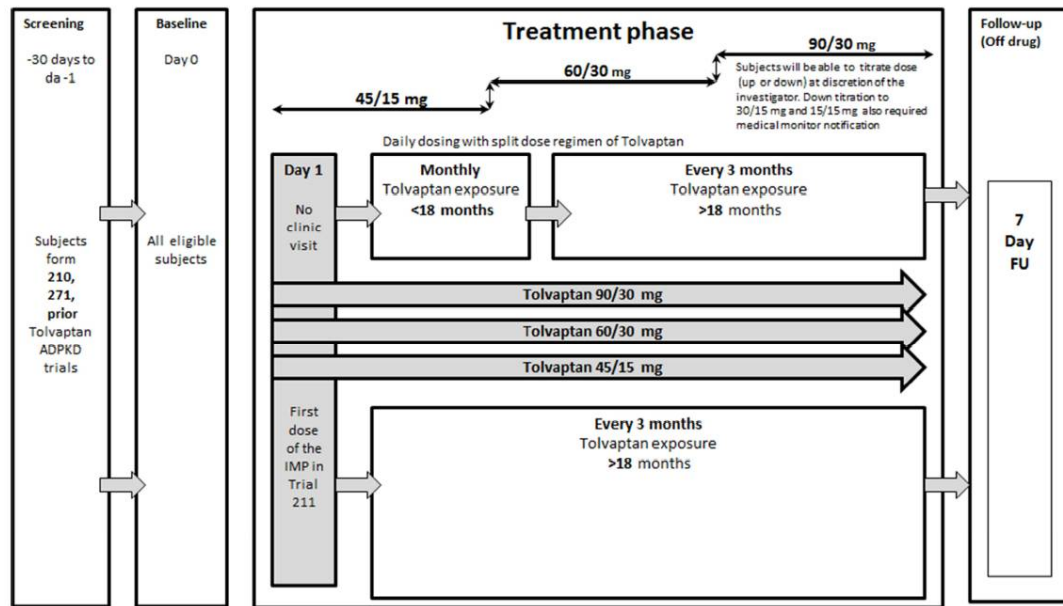 Screening
-30 days to
da -1
Subjects
form
210,
271,
prior
Tolvaptan
ADPKD
trials
Baseline
Day 0
All eligible
subjects
Treatment phase
45/15 mg
60/30 mg
90/30 mg
Subjects will be able to titrate dose
(up or down) at discretion of the
investigator. Down titration to
30/15 mg and 15/15 mg also required
medical monitor notification
Daily dosing with split dose regimen of Tolvaptan
Day 1
No
clinic
visit
Monthly
Tolvaptan exposure
<18 months
Every 3 months
Tolvaptan exposure
>18 months
Tolvaptan 90/30 mg
Tolvaptan 60/30 mg
Tolvaptan 45/15 mg
First
dose
of the
IMP in
Trial
211
Every 3 months
Tolvaptan exposure
>18 months
Follow-up
(Off drug)
7
Day
FU